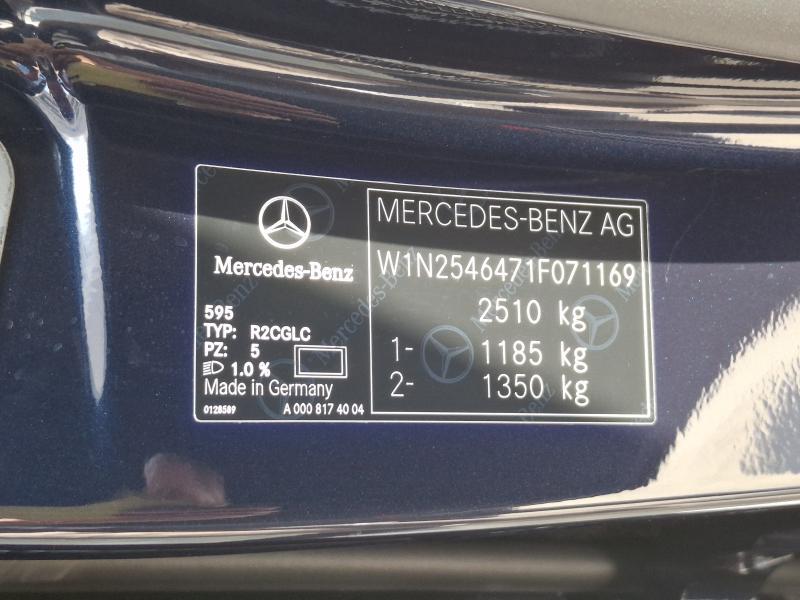 Mercedes-Benz
595
TYP: R2CGLC
PZ: 5
1.0 %
Made in Germany
0128589
A 000 817 40 04
MERCEDES-BENZ AG
W1N2546471F071169
2510 kg
1- 1185 kg
2- 1350 kg